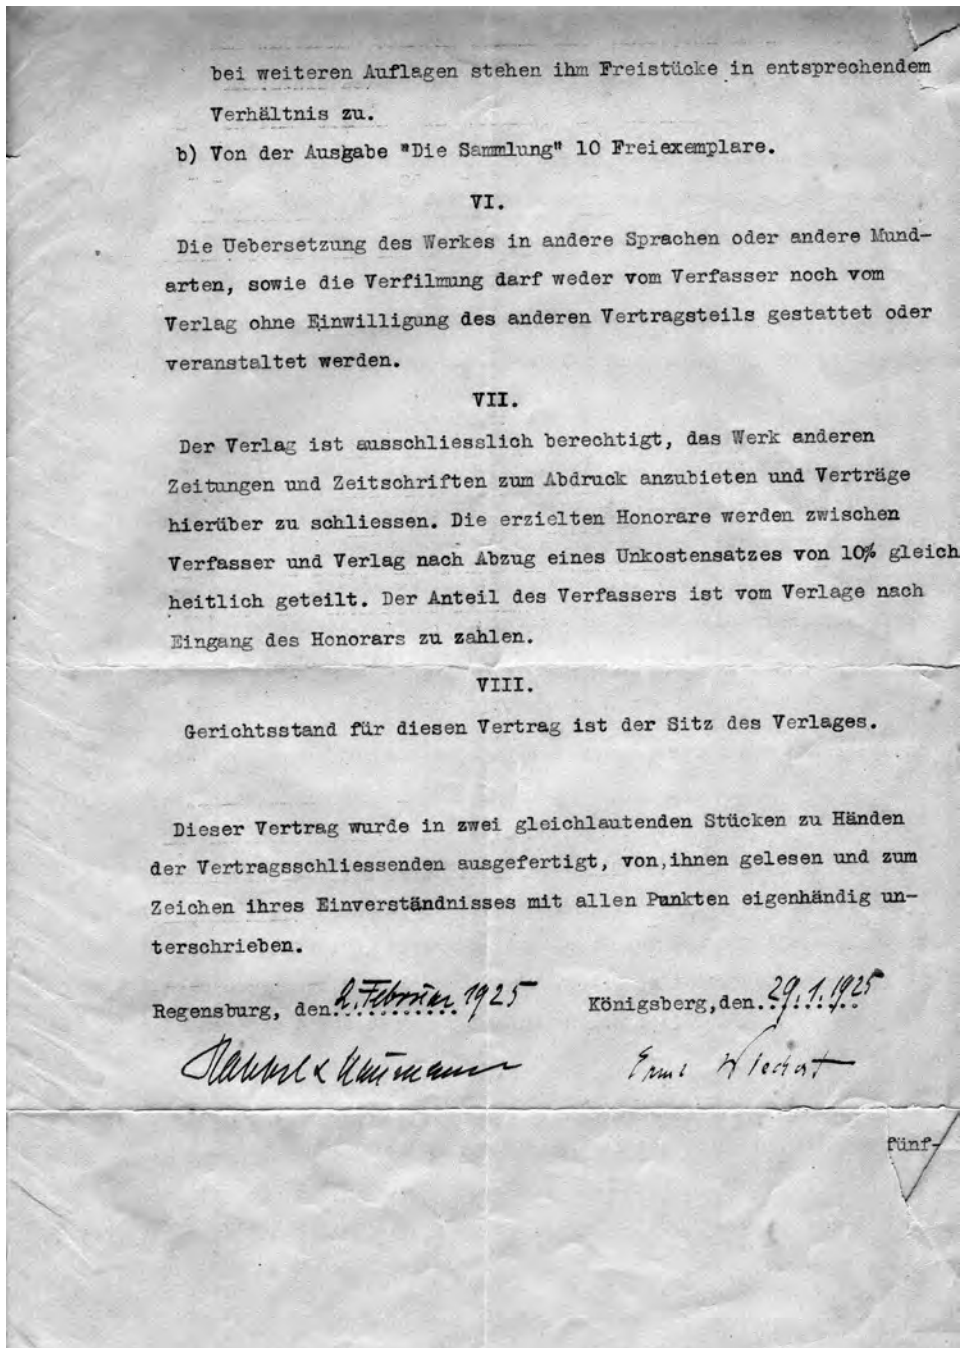 bei weiteren Auflagen stehen ihm Freistücke in entsprechendem
Verhältnis zu.
b) Von der Ausgabe "Die Sammlung" 10 Freiexemplare.
VI.
Die Uebersetzung des Werkes in andere Sprachen oder andere Mund-
arten, sowie die Verfilmung darf weder vom Verfasser noch vom
Verlag ohne Einwilligung des anderen Vertragsteils gestattet oder
veranstaltet werden.
VII.
Der Verlag ist ausschliesslich berechtigt, das Werk anderen
Zeitungen und Zeitschriften zum Abdruck anzubieten und Verträge
hierüber zu schliessen. Die erzielten Honorare werden zwischen
Verfasser und Verlag nach Abzug eines Unkostensatzes von 10% gleich
heitlich geteilt. Der Anteil des Verfassers ist vom Verlage nach
Eingang des Honorars zu zahlen.
VIII.
Gerichtsstand für diesen Vertrag ist der Sitz des Verlages.
Dieser Vertrag wurde in zwei gleichlautenden Stücken zu Händen
der Vertragsschliessenden ausgefertigt, von ihnen gelesen und zum
Zeichen ihres Einverständnisses mit allen Punkten eigenhändig un-
terschrieben.
Regensburg, den 2. Februar 1925 Königsberg, den 29.1.1925
Habbel & Naumann Ernst Wiechert
fünf-